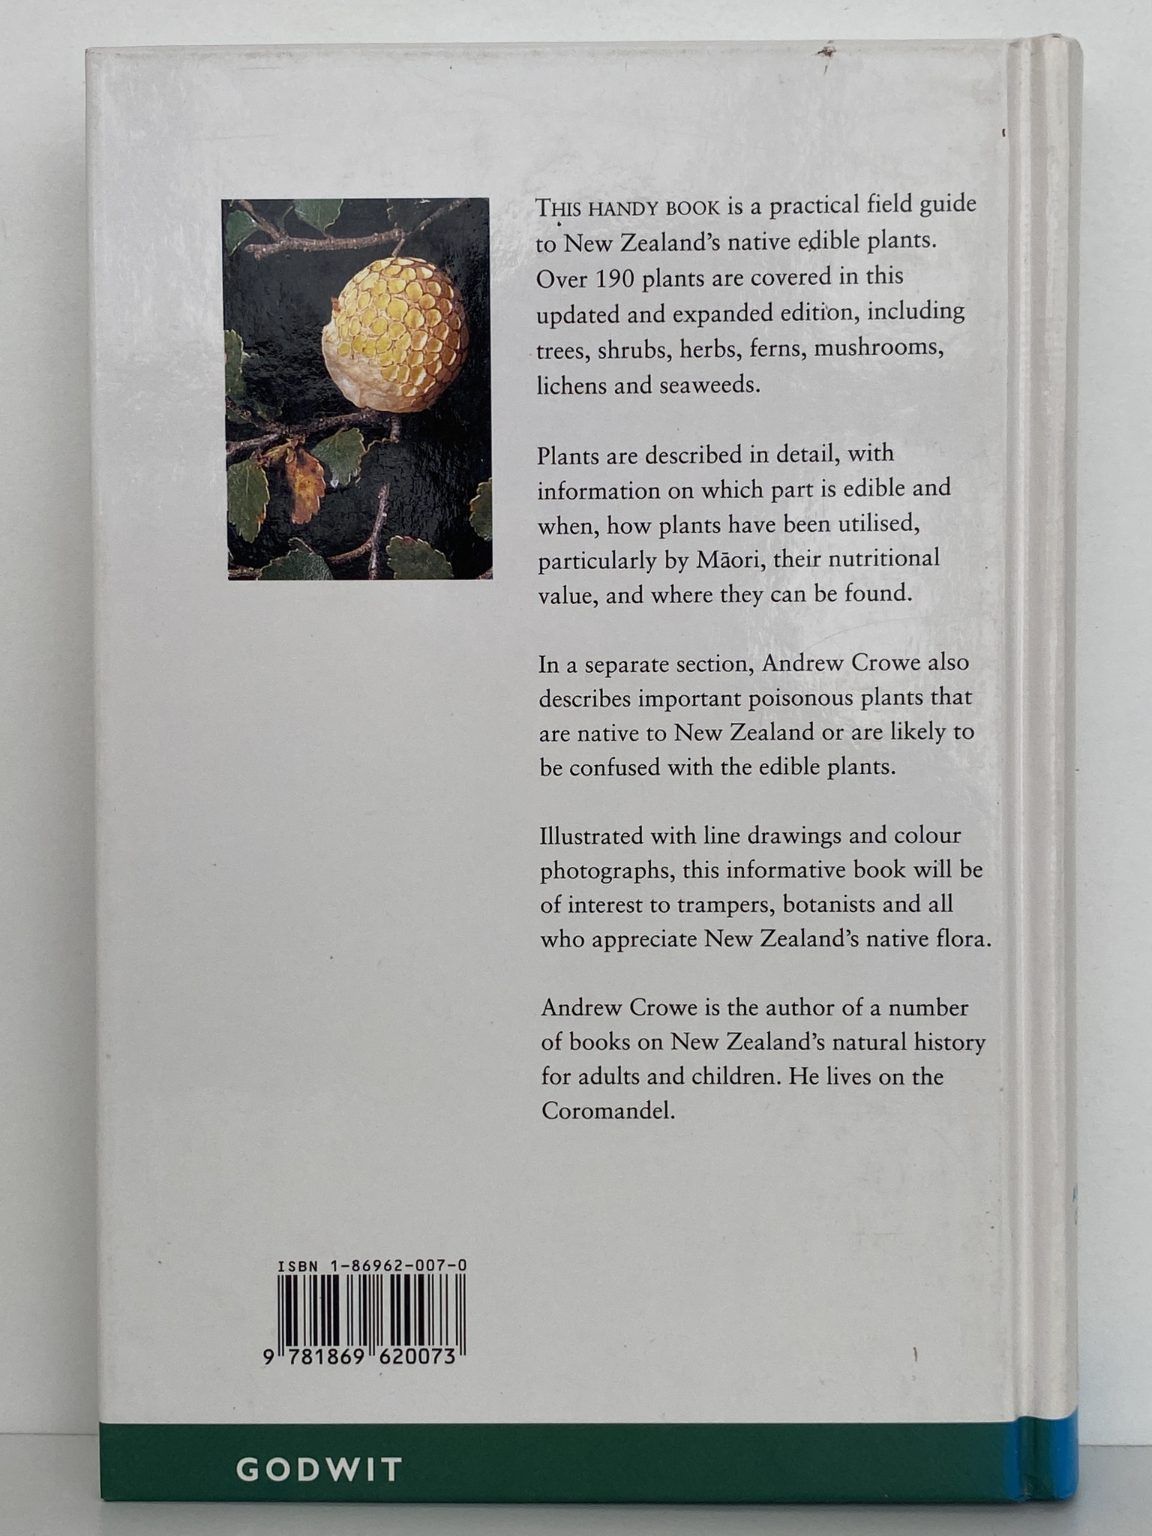 THIS HANDY BOOK is a practical field guide
to New Zealand's native edible plants.
Over 190 plants are covered in this
updated and expanded edition, including
trees, shrubs, herbs, ferns, mushrooms,
lichens and seaweeds.
Plants are described in detail, with
information on which part is edible and
when, how plants have been utilised,
particularly by Māori, their nutritional
value, and where they can be found.
In a separate section, Andrew Crowe also
describes important poisonous plants that
are native to New Zealand or are likely to
be confused with the edible plants.
Illustrated with line drawings and colour
photographs, this informative book will be
of interest to trampers, botanists and all
who appreciate New Zealand's native flora.
Andrew Crowe is the author of a number
of books on New Zealand's natural history
for adults and children. He lives on the
Coromandel.
ISBN 1-86962-007-0
9 781869 620073
GODWIT